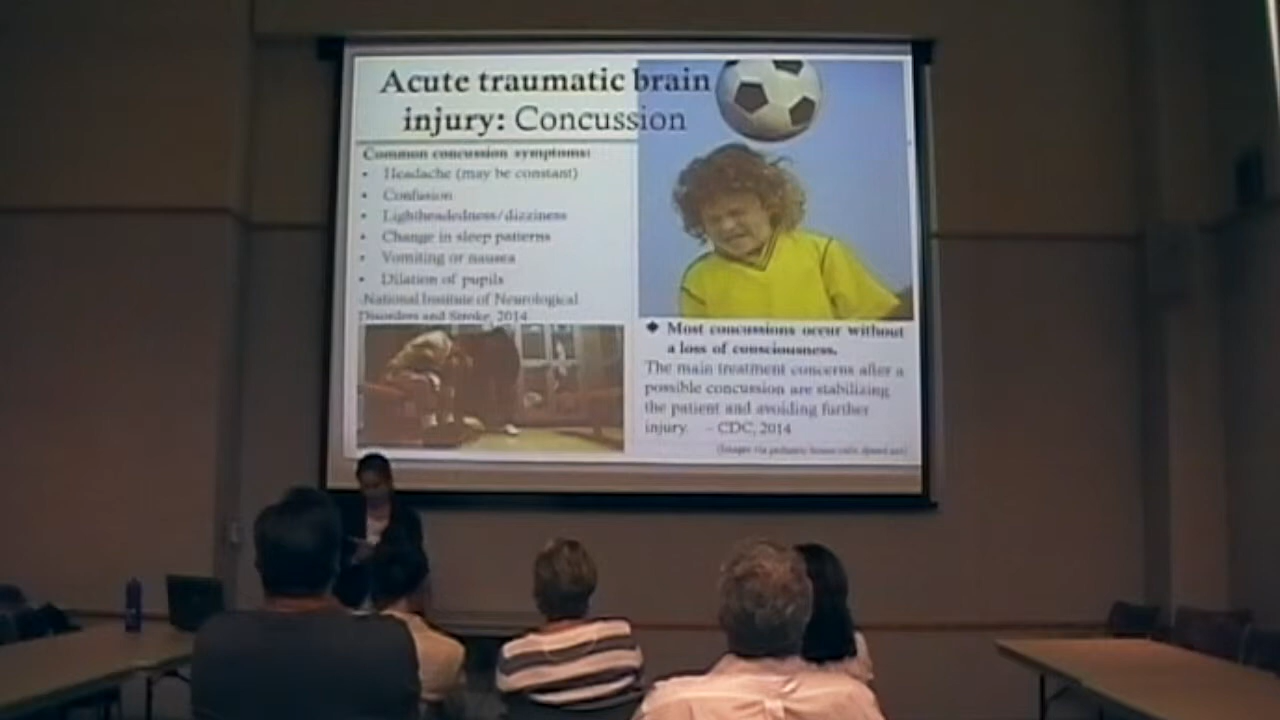 Acute traumatic brain
injury: Concussion
Common concussion symptoms:
• Headache (may be constant)
• Confusion
• Lightheadedness/dizziness
• Change in sleep patterns
• Vomiting or nausea
• Dilation of pupils
-National Institute of Neurological
Disorders and Stroke, 2014
◆ Most concussions occur without
a loss of consciousness.
The main treatment concerns after a
possible concussion are stabilizing
the patient and avoiding further
injury. – CDC, 2014
(Images via